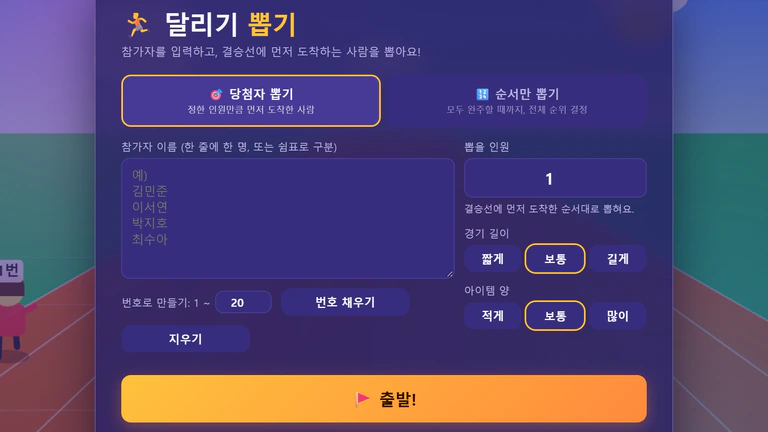 달리기 뽑기
참가자를 입력하고, 결승선에 먼저 도착하는 사람을 뽑아요!
당첨자 뽑기
정한 인원만큼 먼저 도착한 사람
순서만 뽑기
모두 완주할 때까지, 전체 순위 결정
참가자 이름 (한 줄에 한 명, 또는 쉼표로 구분)
예)
김민준
이서연
박지호
최수아
번호로 만들기: 1 ~ 20
번호 채우기
지우기
뽑을 인원
1
결승선에 먼저 도착한 순서대로 뽑혀요.
경기 길이
짧게 보통 길게
아이템 양
적게 보통 많이
출발!
번